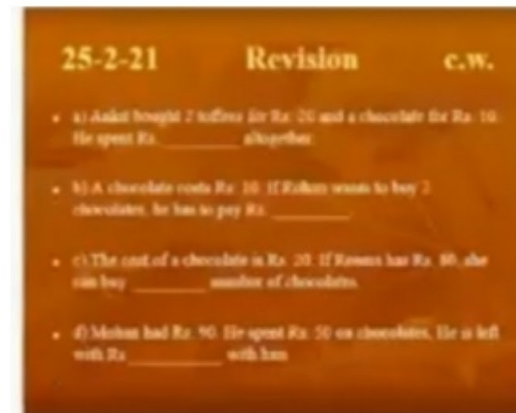 25-2-21 Revision c.w.
a) Ankit bought 2 toffees for Rs. 20 and a chocolate for Rs. 10.
He spent Rs. ________ altogether.
b) A chocolate costs Rs. 10. If Rohan wants to buy 2
chocolates, he has to pay Rs. ________
c) The cost of a chocolate is Rs. 20. If Reena has Rs. 80, she
can buy ________ number of chocolates.
d) Mohan had Rs. 90. He spent Rs. 50 on chocolates. He is left
with Rs. ________ with him